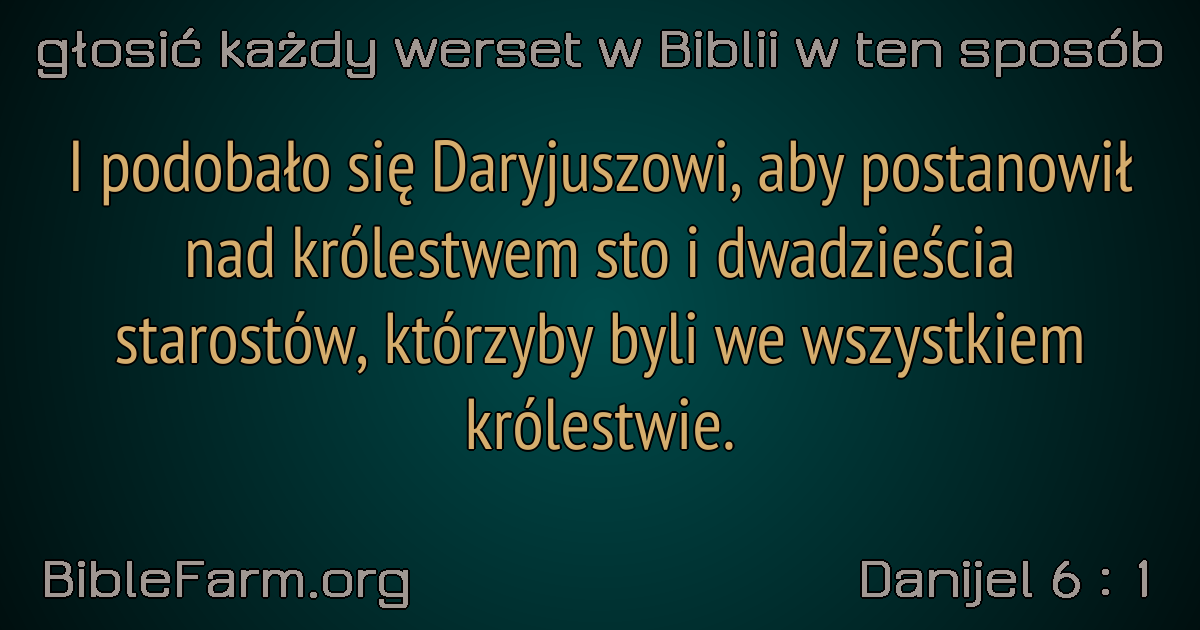 głosić każdy werset w Biblii w ten sposób
I podobało się Daryjuszowi, aby postanowił
nad królestwem sto i dwadzieścia
starostów, którzyby byli we wszystkiem
królestwie.
BibleFarm.org
Danijel 6 : 1